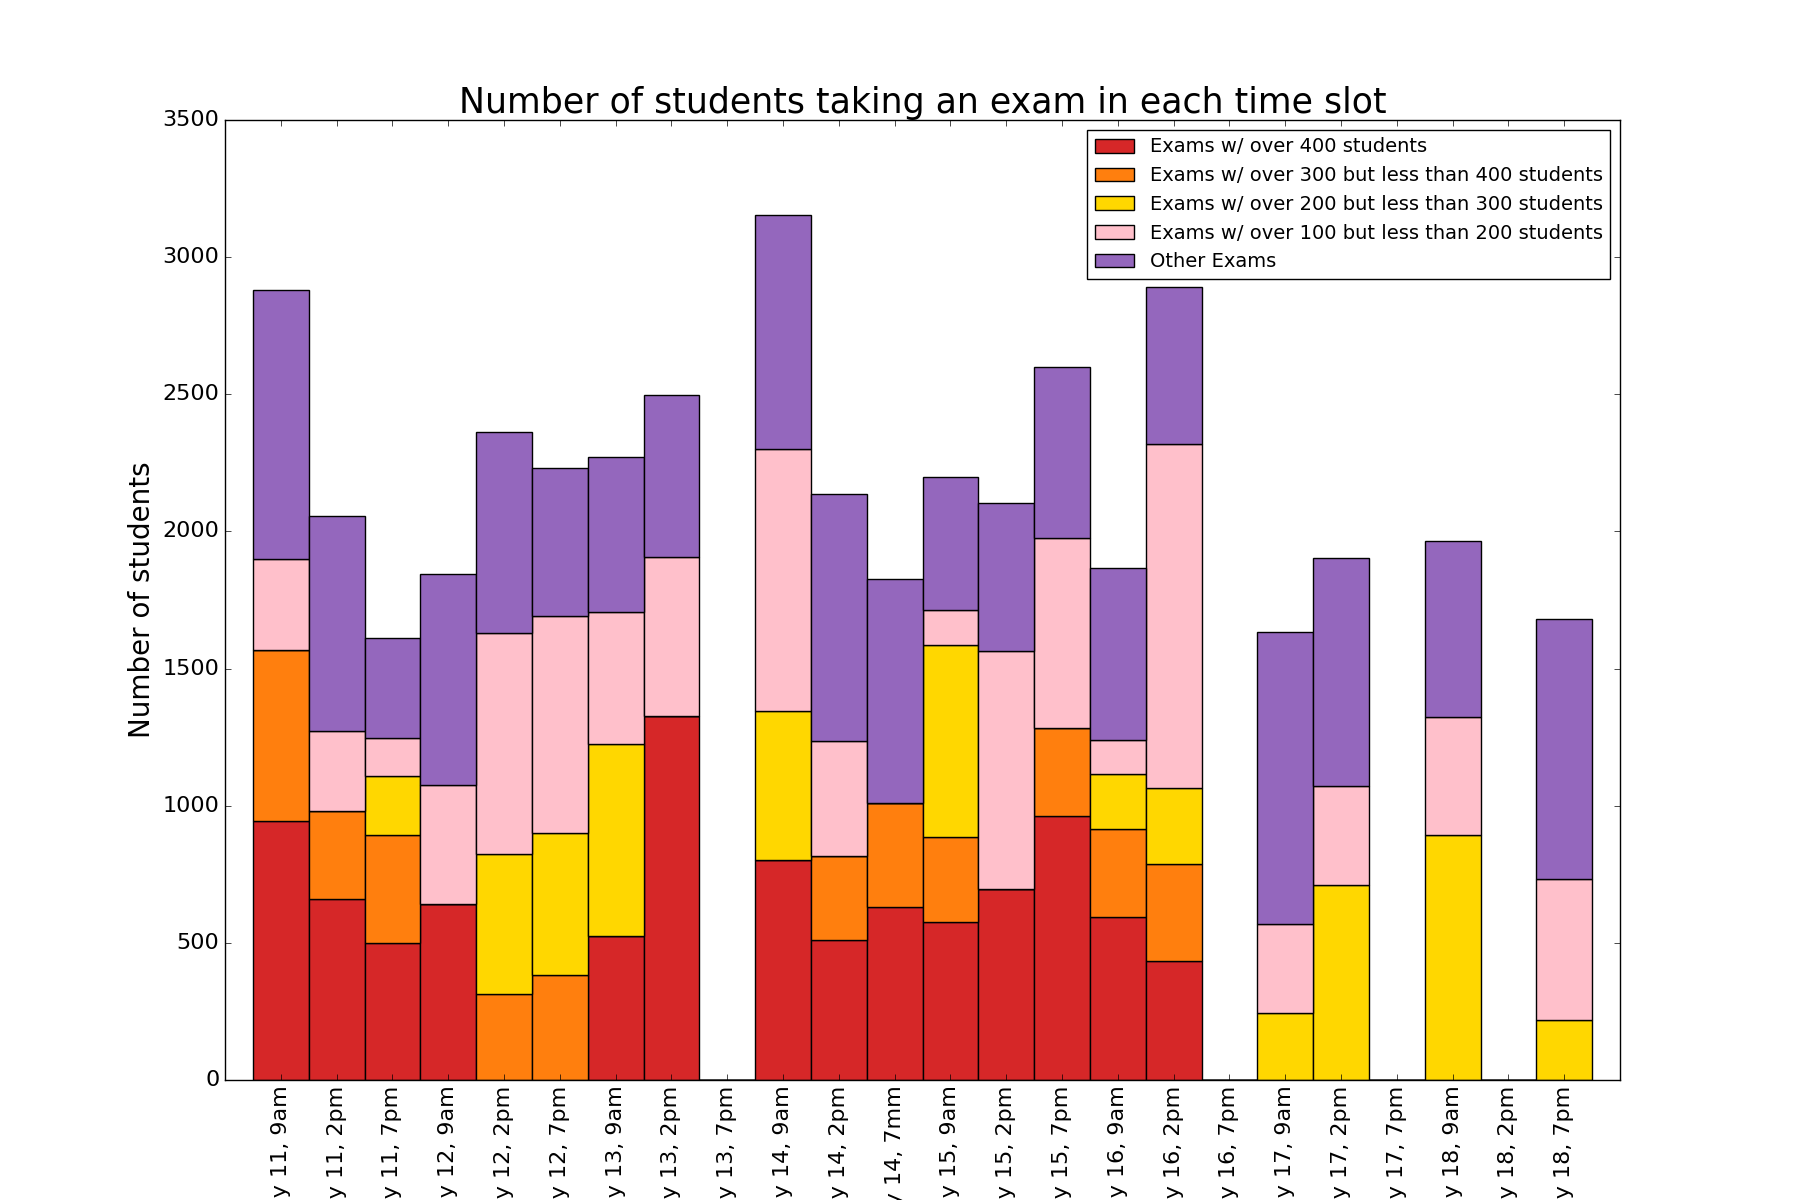 Number of students taking an exam in each time slot
3500
3000
2500
2000
1500
1000
500
0
Number of students
Exams w/ over 400 students
Exams w/ over 300 but less than 400 students
Exams w/ over 200 but less than 300 students
Exams w/ over 100 but less than 200 students
Other Exams
y 11, 9am
y 11, 2pm
y 11, 7pm
y 12, 9am
y 12, 2pm
y 12, 7pm
y 13, 9am
y 13, 2pm
y 13, 7pm
y 14, 9am
y 14, 2pm
y 14, 7mm
y 15, 9am
y 15, 2pm
y 15, 7pm
y 16, 9am
y 16, 2pm
y 16, 7pm
y 17, 9am
y 17, 2pm
y 17, 7pm
y 18, 9am
y 18, 2pm
y 18, 7pm